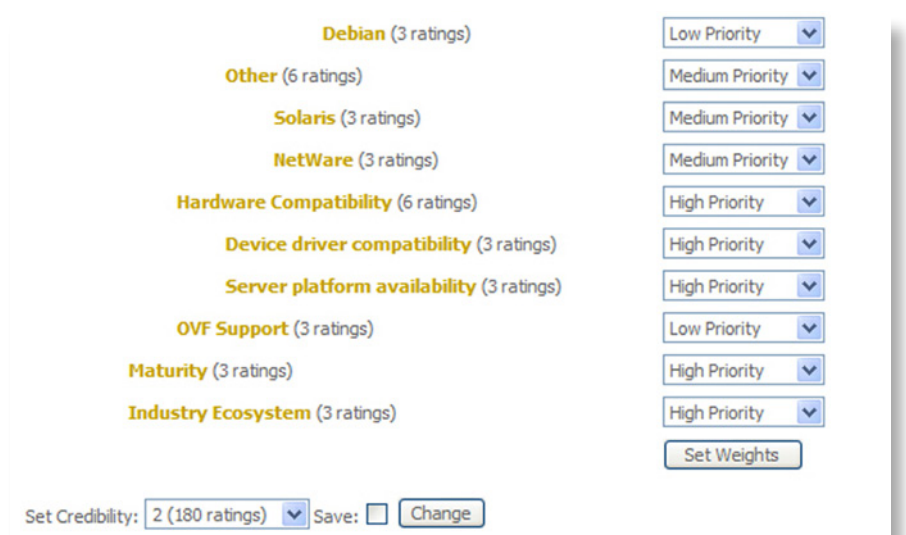 Debian (3 ratings) Low Priority
Other (6 ratings) Medium Priority
Solaris (3 ratings) Medium Priority
NetWare (3 ratings) Medium Priority
Hardware Compatibility (6 ratings) High Priority
Device driver compatibility (3 ratings) High Priority
Server platform availability (3 ratings) High Priority
OVF Support (3 ratings) Low Priority
Maturity (3 ratings) High Priority
Industry Ecosystem (3 ratings) High Priority
Set Weights
Set Credibility: 2 (180 ratings) Save: Change